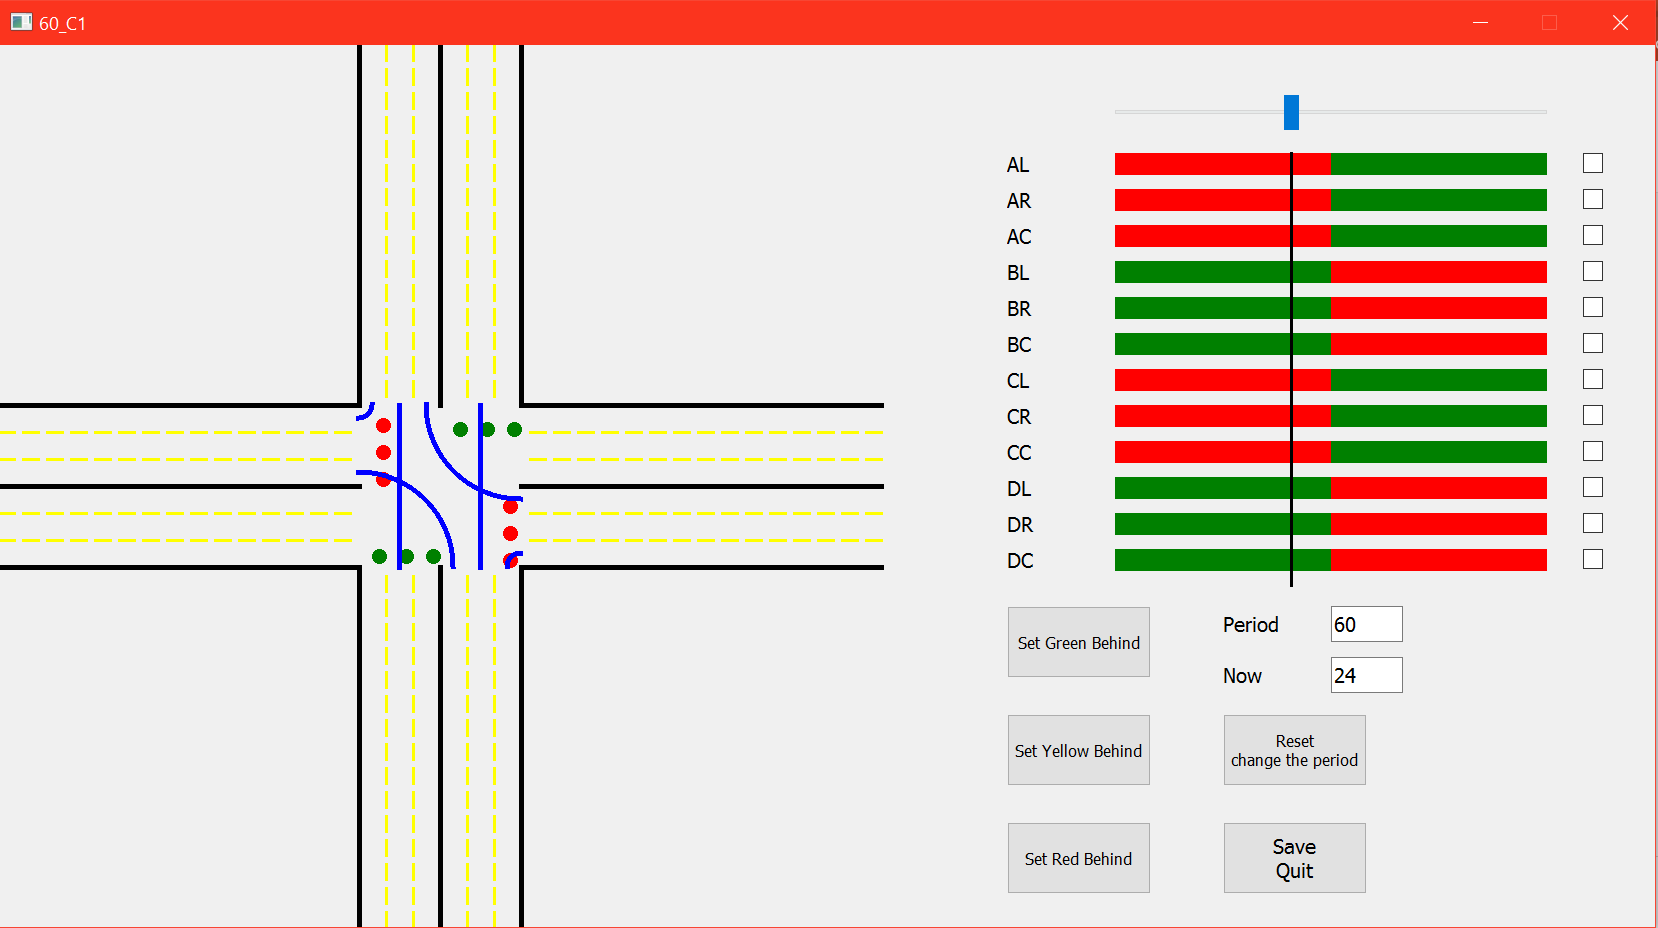 60_C1
AL
AR
AC
BL
BR
BC
CL
CR
CC
DL
DR
DC
Set Green Behind
Period
60
Now
24
Set Yellow Behind
Reset
change the period
Set Red Behind
Save
Quit